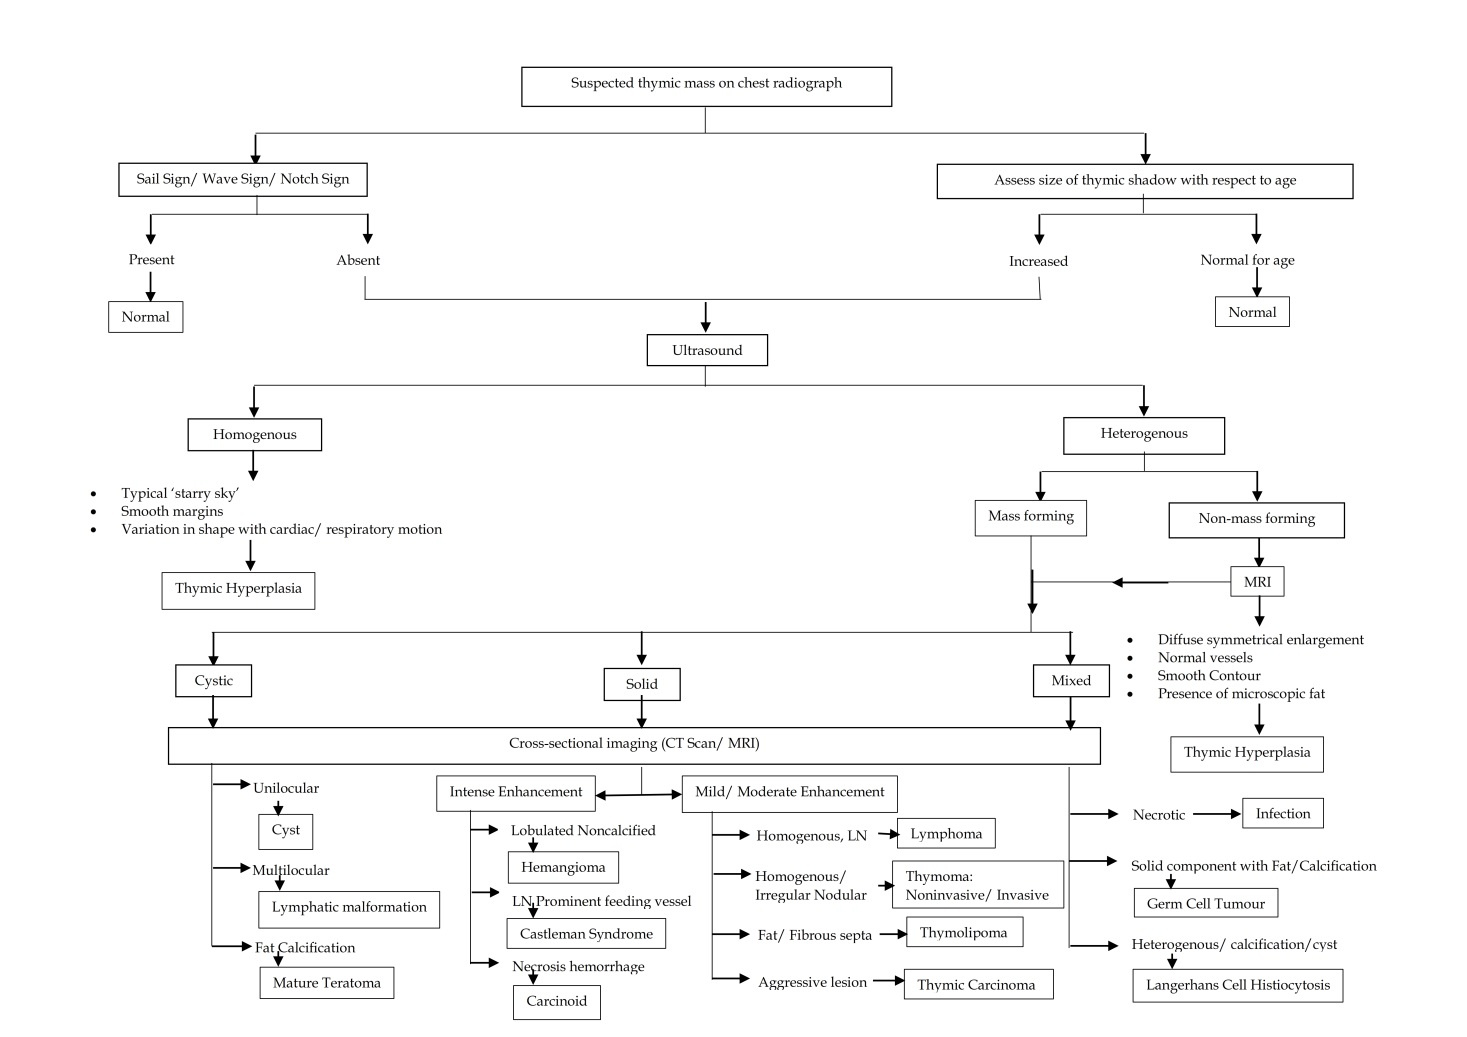 Suspected thymic mass on chest radiograph
Sail Sign/ Wave Sign/ Notch Sign
Assess size of thymic shadow with respect to age
Present
Absent
Increased
Normal for age
Normal
Normal
Ultrasound
Homogenous
Heterogenous
• Typical ‘starry sky’
• Smooth margins
• Variation in shape with cardiac/ respiratory motion
Mass forming
Non-mass forming
Thymic Hyperplasia
MRI
• Diffuse symmetrical enlargement
• Normal vessels
• Smooth Contour
• Presence of microscopic fat
Thymic Hyperplasia
Cystic
Solid
Mixed
Cross-sectional imaging (CT Scan/ MRI)
Unilocular
Cyst
Multilocular
Lymphatic malformation
Fat Calcification
Mature Teratoma
Intense Enhancement
Lobulated Noncalcified
Hemangioma
LN Prominent feeding vessel
Castleman Syndrome
Necrosis hemorrhage
Carcinoid
Mild/ Moderate Enhancement
Homogenous, LN
Lymphoma
Homogenous/
Irregular Nodular
Thymoma:
Noninvasive/ Invasive
Fat/ Fibrous septa
Thymolipoma
Aggressive lesion
Thymic Carcinoma
Necrotic
Infection
Solid component with Fat/Calcification
Germ Cell Tumour
Heterogenous/ calcification/cyst
Langerhans Cell Histiocytosis